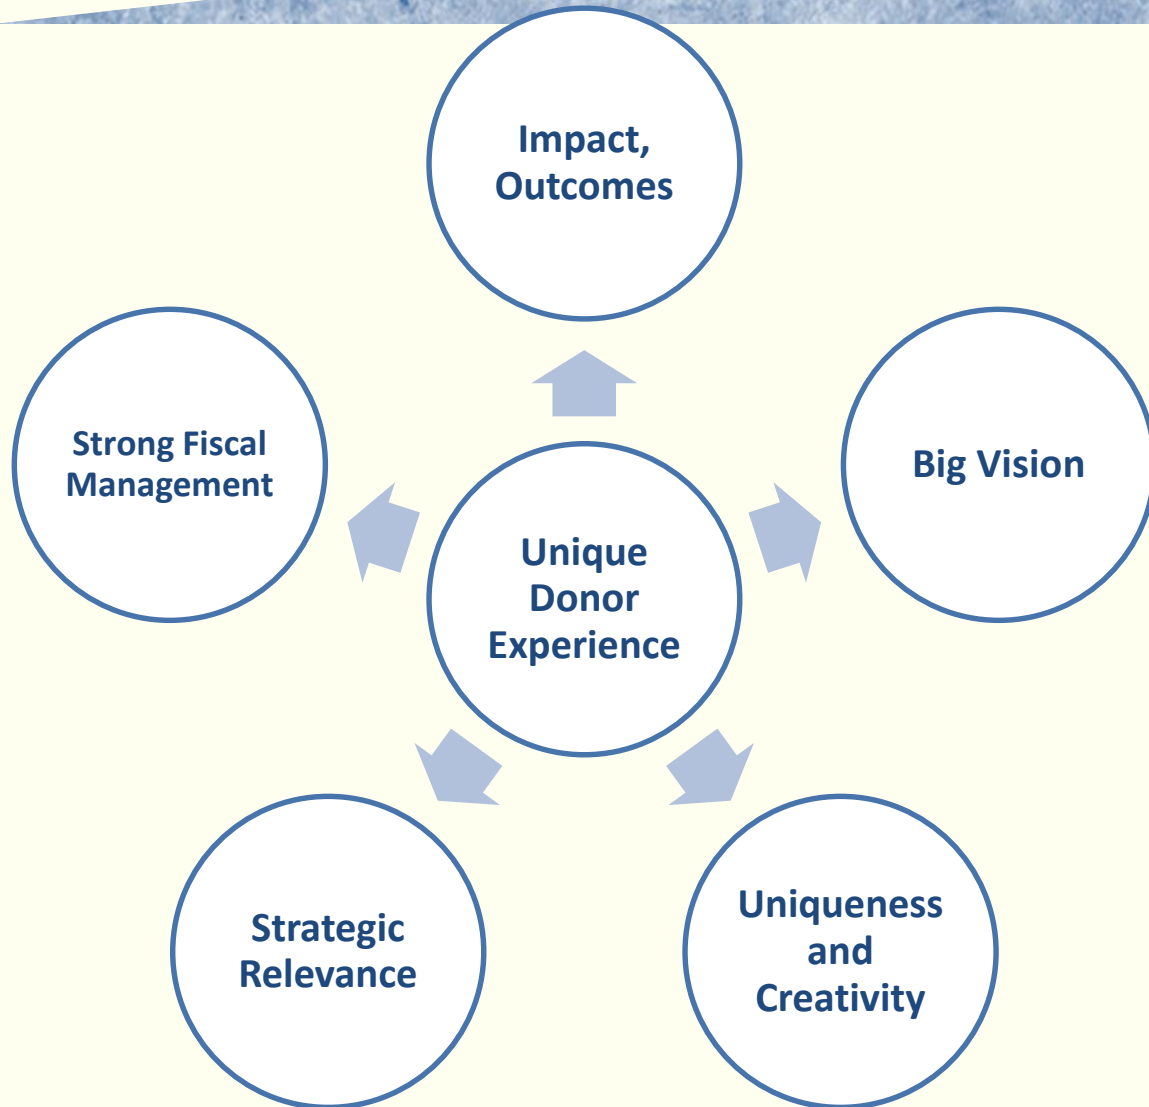 Impact,
Outcomes
Strong Fiscal
Management
Big Vision
Unique
Donor
Experience
Strategic
Relevance
Uniqueness
and
Creativity